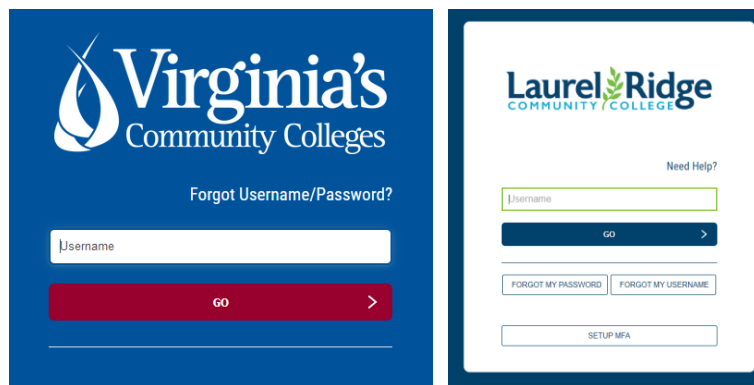 Virginia's
Community Colleges
Forgot Username/Password?
Username
GO
Laurel Ridge
COMMUNITY COLLEGE
Need Help?
Username
GO
FORGOT MY PASSWORD
FORGOT MY USERNAME
SETUP MFA